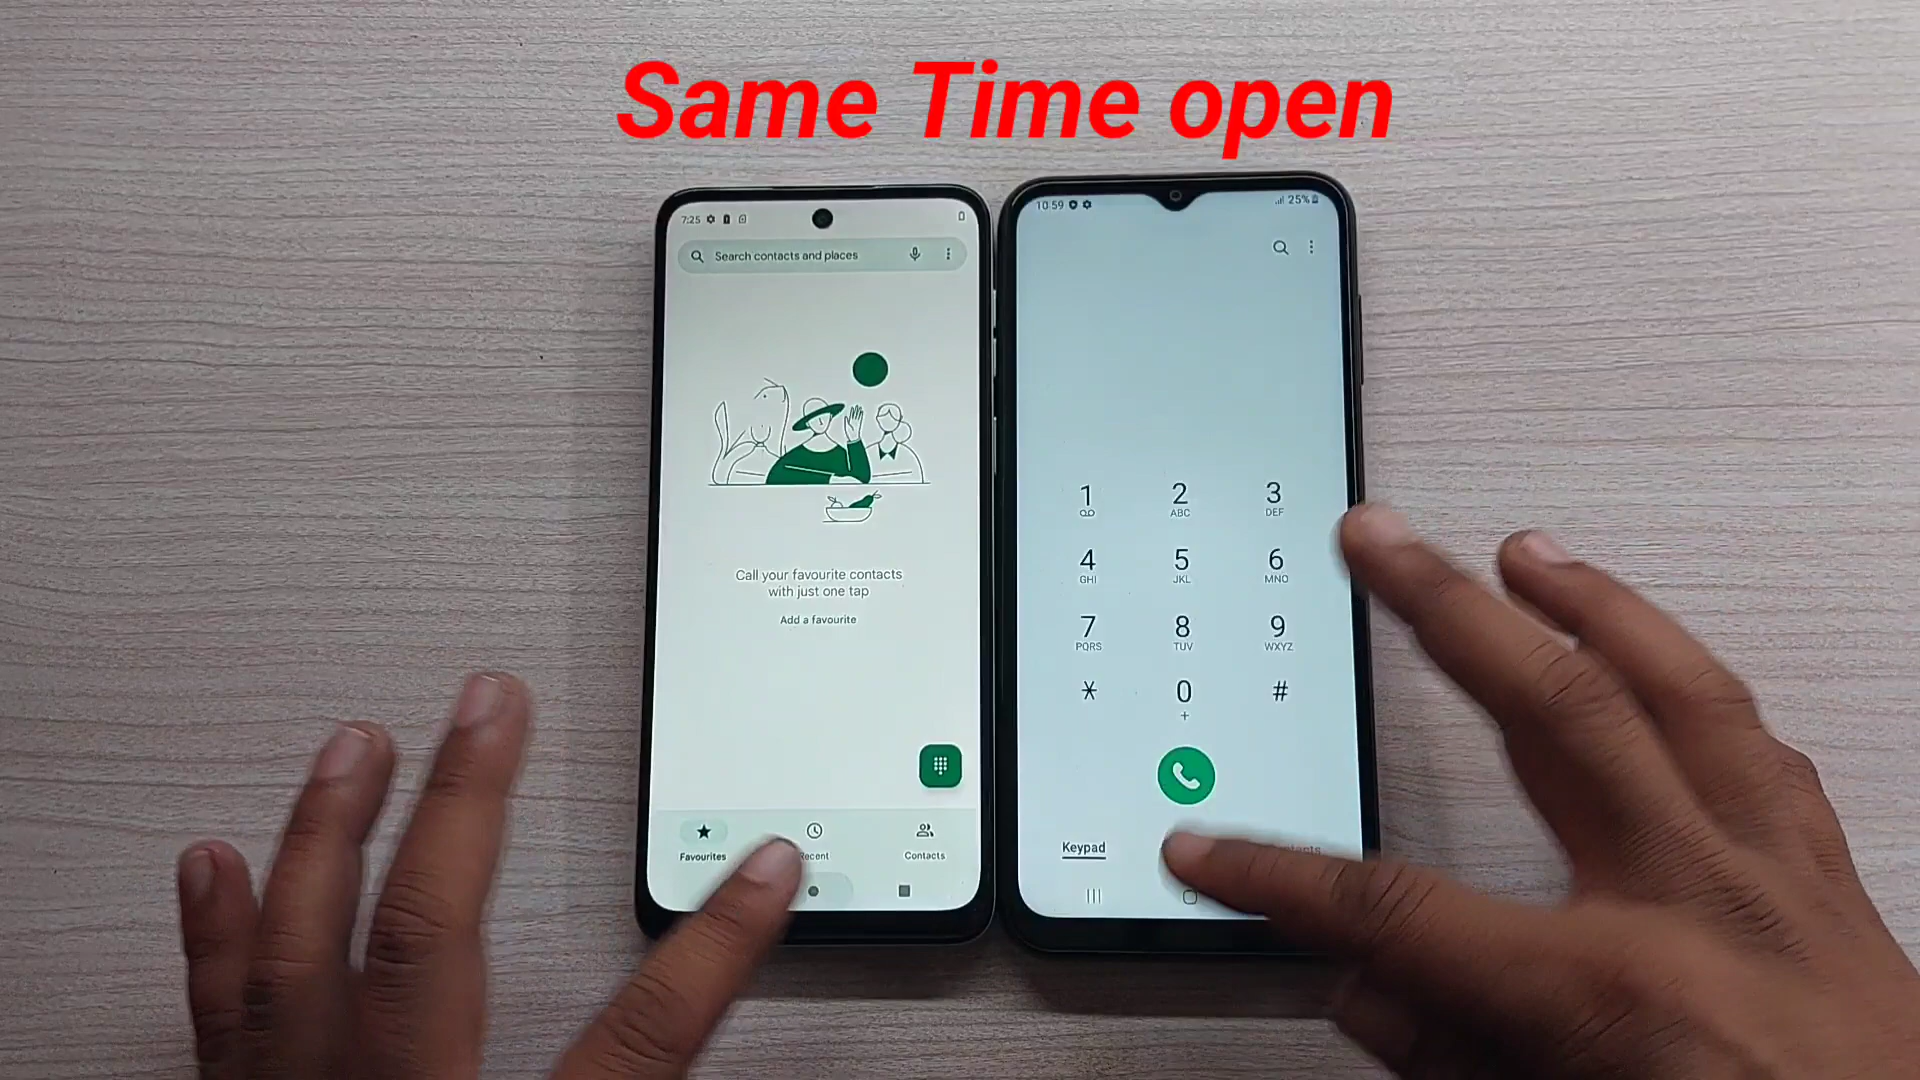 Same Time open
7:25
Search contacts and places
Call your favourite contacts
with just one tap
Add a favourite
Favourites
Recent
Contacts
10:59
25%
1
2
ABC
3
DEF
4
GHI
5
JKL
6
MNO
7
PQRS
8
TUV
9
WXYZ
*
0
+
#
Keypad